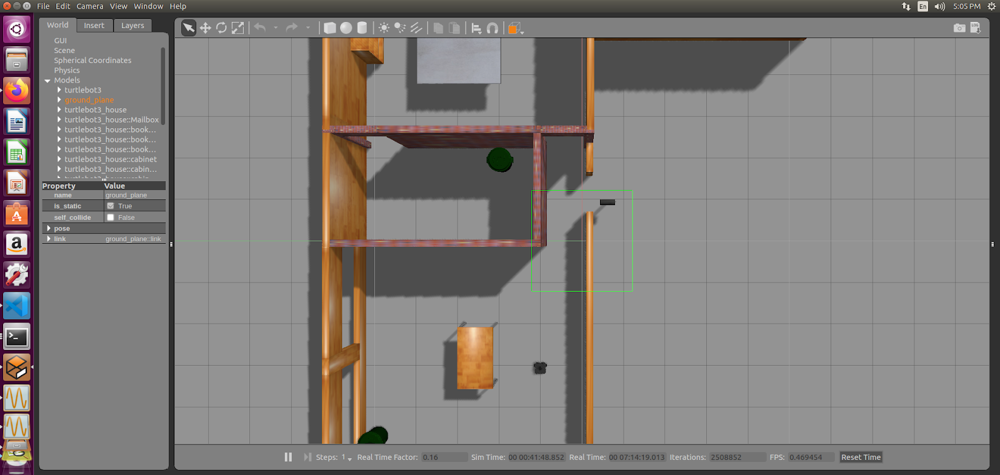 File Edit Camera View Window Help
En 5:05 PM
World Insert Layers
LOG
GUI
Scene
Spherical Coordinates
Physics
Models
turtlebot3
ground_plane
turtlebot3_house
turtlebot3_house::Mailbox
turtlebot3_house::book...
turtlebot3_house::book...
turtlebot3_house::book...
turtlebot3_house::cabinet
turtlebot3_house::cabin...
Property Value
name ground_plane
is_static True
self_collide False
pose
link ground_plane::link
Steps: 1 Real Time Factor: 0.16 Sim Time: 00 00:41:48.852 Real Time: 00 07:14:19.013 Iterations: 2508852 FPS: 0.469454 Reset Time